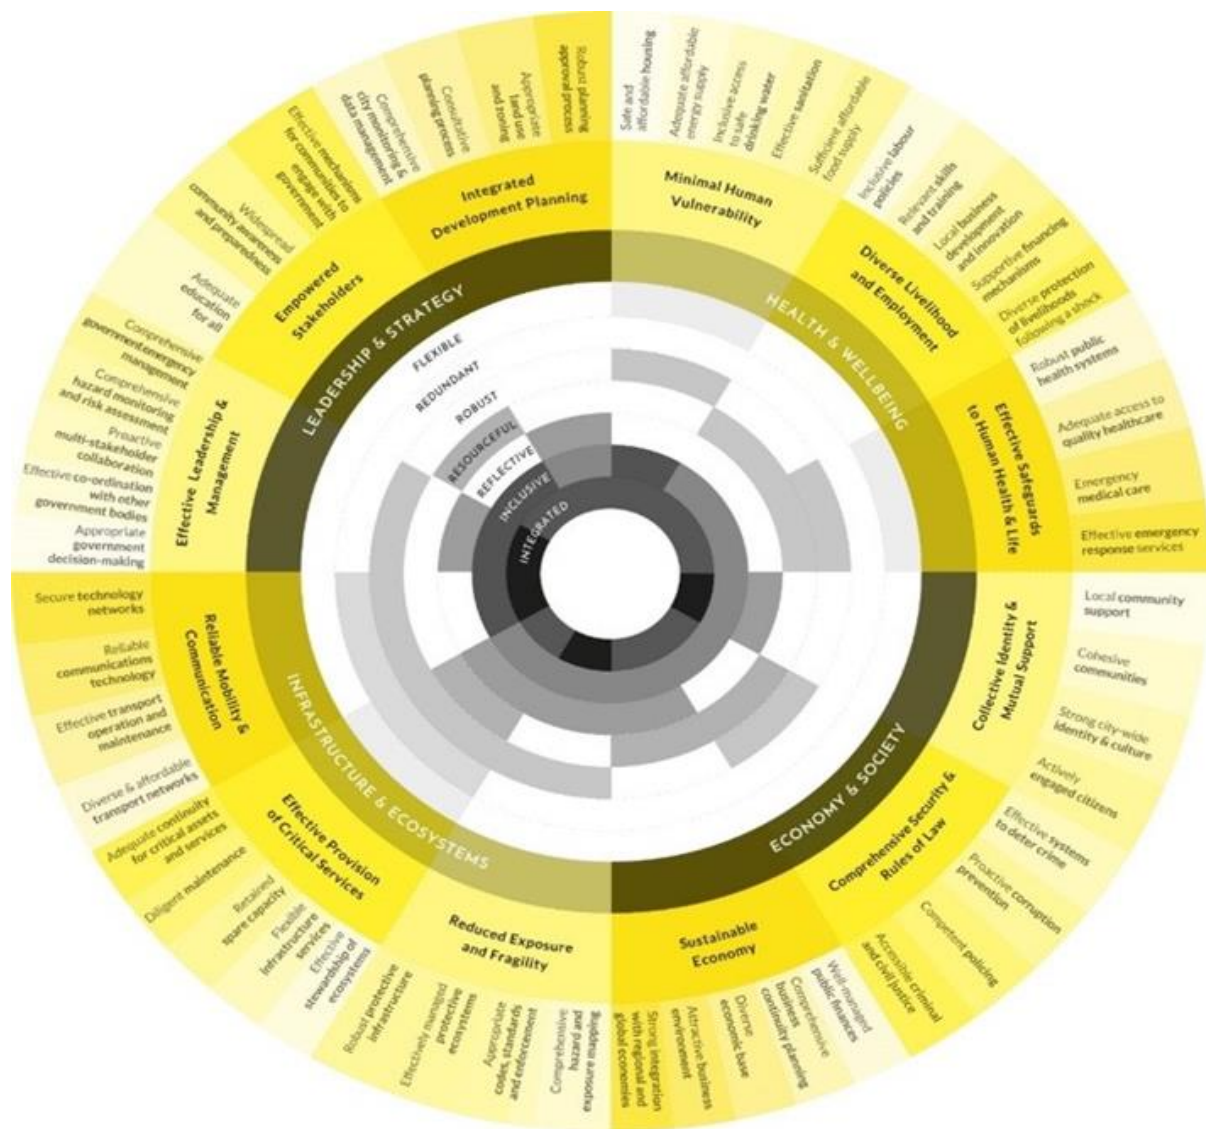 Robust planning
approval process
Appropriate
land use
and zoning
Consultative
planning process
Comprehensive
city monitoring &
data management
Effective mechanisms
for communities to
engage with
government
Widespread
community awareness
and preparedness
Adequate
education
for all
Comprehensive
government emergency
management
Comprehensive
hazard monitoring
and risk assessment
Proactive
multi-stakeholder
collaboration
Effective co-ordination
with other
government bodies
Appropriate
government
decision-making
Integrated
Development Planning
Empowered
Stakeholders
Effective Leadership &
Management
LEADERSHIP & STRATEGY
Safe and
affordable housing
Adequate affordable
energy supply
Inclusive access
to safe
drinking water
Effective sanitation
Sufficient affordable
food supply
Inclusive labour
policies
Relevant skills
and training
Local business
development
and innovation
Supportive financing
mechanisms
Diverse protection
of livelihoods
following a shock
Robust public
health systems
Adequate access to
quality healthcare
Emergency
medical care
Effective emergency
response services
Minimal Human
Vulnerability
Diverse Livelihood
and Employment
Effective Safeguards
to Human Health & Life
HEALTH & WELLBEING
FLEXIBLE
REDUNDANT
ROBUST
RESOURCEFUL
REFLECTIVE
INCLUSIVE
INTEGRATED
Local community
support
Cohesive
communities
Strong city-wide
identity & culture
Actively
engaged citizens
Effective systems
to deter crime
Proactive corruption
prevention
Competent policing
Accessible criminal
and civil justice
Well-managed
public finances
Comprehensive
business
continuity planning
Diverse
economic base
Attractive business
environment
Strong integration
with regional and
global economies
Collective Identity &
Mutual Support
Comprehensive Security &
Rules of Law
Sustainable
Economy
ECONOMY & SOCIETY
Secure technology
networks
Reliable
communications
technology
Effective transport
operation and
maintenance
Diverse & affordable
transport networks
Adequate continuity
for critical assets
and services
Diligent maintenance
Retained
spare capacity
Flexible
infrastructure
services
Effective
stewardship of
ecosystems
Robust protective
infrastructure
Effectively managed
protective
ecosystems
Appropriate
codes, standards
and enforcement
Comprehensive
hazard and
exposure mapping
Reliable Mobility &
Communication
Effective Provision
of Critical Services
Reduced Exposure
and Fragility
INFRASTRUCTURE & ECOSYSTEMS